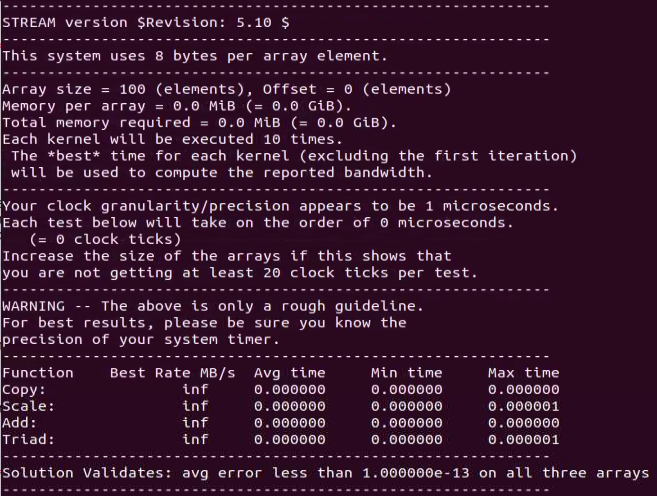 -------------------------------------------------------------
STREAM version $Revision: 5.10 $
-------------------------------------------------------------
This system uses 8 bytes per array element.
-------------------------------------------------------------
Array size = 100 (elements), Offset = 0 (elements)
Memory per array = 0.0 MiB (= 0.0 GiB).
Total memory required = 0.0 MiB (= 0.0 GiB).
Each kernel will be executed 10 times.
 The *best* time for each kernel (excluding the first iteration)
 will be used to compute the reported bandwidth.
-------------------------------------------------------------
Your clock granularity/precision appears to be 1 microseconds.
Each test below will take on the order of 0 microseconds.
   (= 0 clock ticks)
Increase the size of the arrays if this shows that
you are not getting at least 20 clock ticks per test.
-------------------------------------------------------------
WARNING -- The above is only a rough guideline.
For best results, please be sure you know the
precision of your system timer.
-------------------------------------------------------------
Function    Best Rate MB/s  Avg time     Min time     Max time
Copy:               inf     0.000000     0.000000     0.000000
Scale:              inf     0.000000     0.000000     0.000001
Add:                inf     0.000000     0.000000     0.000000
Triad:              inf     0.000000     0.000000     0.000001
-------------------------------------------------------------
Solution Validates: avg error less than 1.000000e-13 on all three arrays
-------------------------------------------------------------